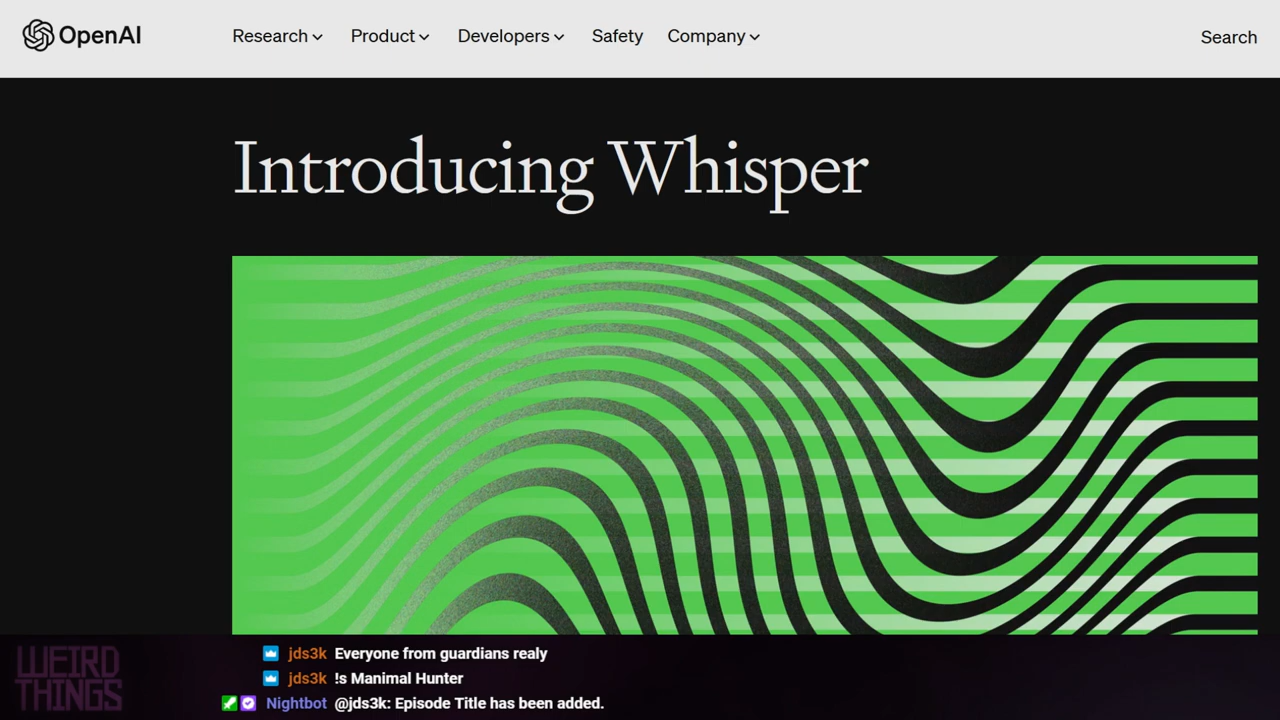 OpenAI Research Product Developers Safety Company Search
Introducing Whisper
WEIRD
THINGS
jds3k Everyone from guardians realy
jds3k !s Manimal Hunter
Nightbot @jds3k: Episode Title has been added.